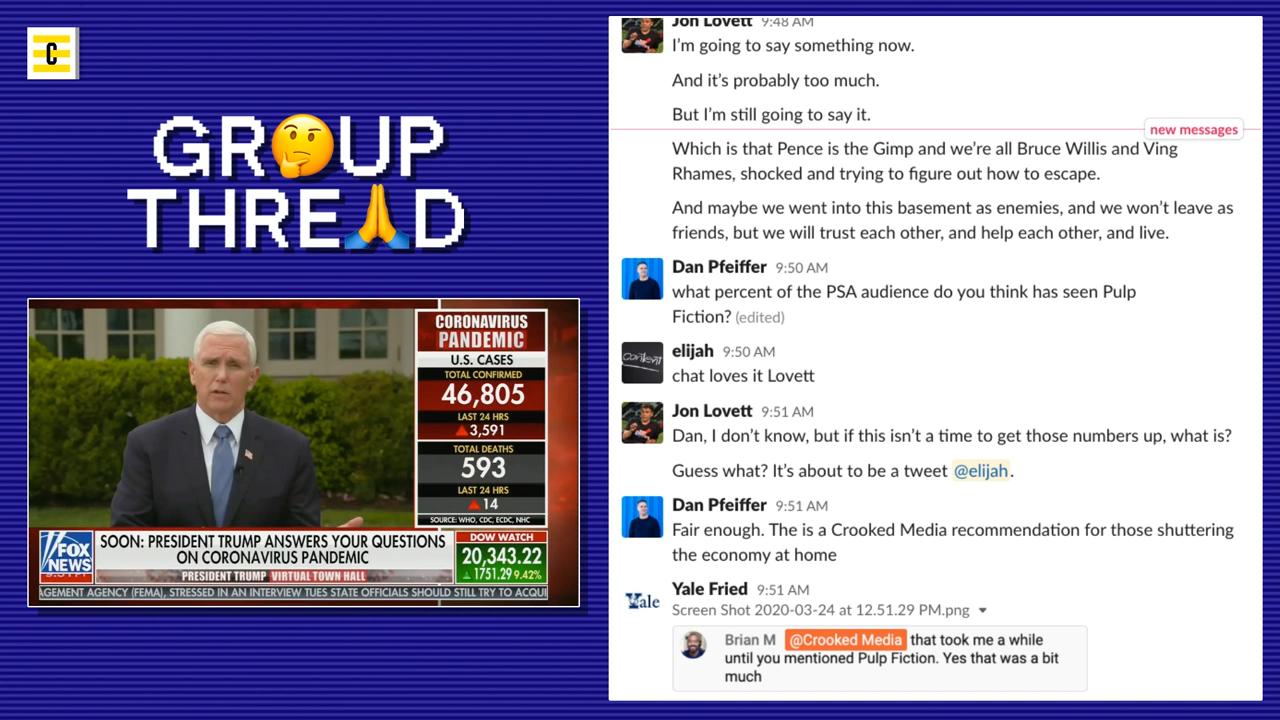 C
GR🤔UP
THRE🙏D
CORONAVIRUS
PANDEMIC
U.S. CASES
TOTAL CONFIRMED
46,805
LAST 24 HRS
▲3,591
TOTAL DEATHS
593
LAST 24 HRS
▲14
SOURCE: WHO, CDC, ECDC, NHC
FOX
NEWS
SOON: PRESIDENT TRUMP ANSWERS YOUR QUESTIONS
ON CORONAVIRUS PANDEMIC
PRESIDENT TRUMP VIRTUAL TOWN HALL
DOW WATCH
20,343.22
▲1751.29 9.42%
AGEMENT AGENCY (FEMA), STRESSED IN AN INTERVIEW TUES STATE OFFICIALS SHOULD STILL TRY TO ACQUI
Jon Lovett 9:48 AM
I'm going to say something now.
And it's probably too much.
But I'm still going to say it.
new messages
Which is that Pence is the Gimp and we're all Bruce Willis and Ving
Rhames, shocked and trying to figure out how to escape.
And maybe we went into this basement as enemies, and we won't leave as
friends, but we will trust each other, and help each other, and live.
Dan Pfeiffer 9:50 AM
what percent of the PSA audience do you think has seen Pulp
Fiction? (edited)
content
elijah 9:50 AM
chat loves it Lovett
Jon Lovett 9:51 AM
Dan, I don't know, but if this isn't a time to get those numbers up, what is?
Guess what? It's about to be a tweet @elijah.
Dan Pfeiffer 9:51 AM
Fair enough. The is a Crooked Media recommendation for those shuttering
the economy at home
Yale
Yale Fried 9:51 AM
Screen Shot 2020-03-24 at 12.51.29 PM.png
Brian M @Crooked Media that took me a while
until you mentioned Pulp Fiction. Yes that was a bit
much